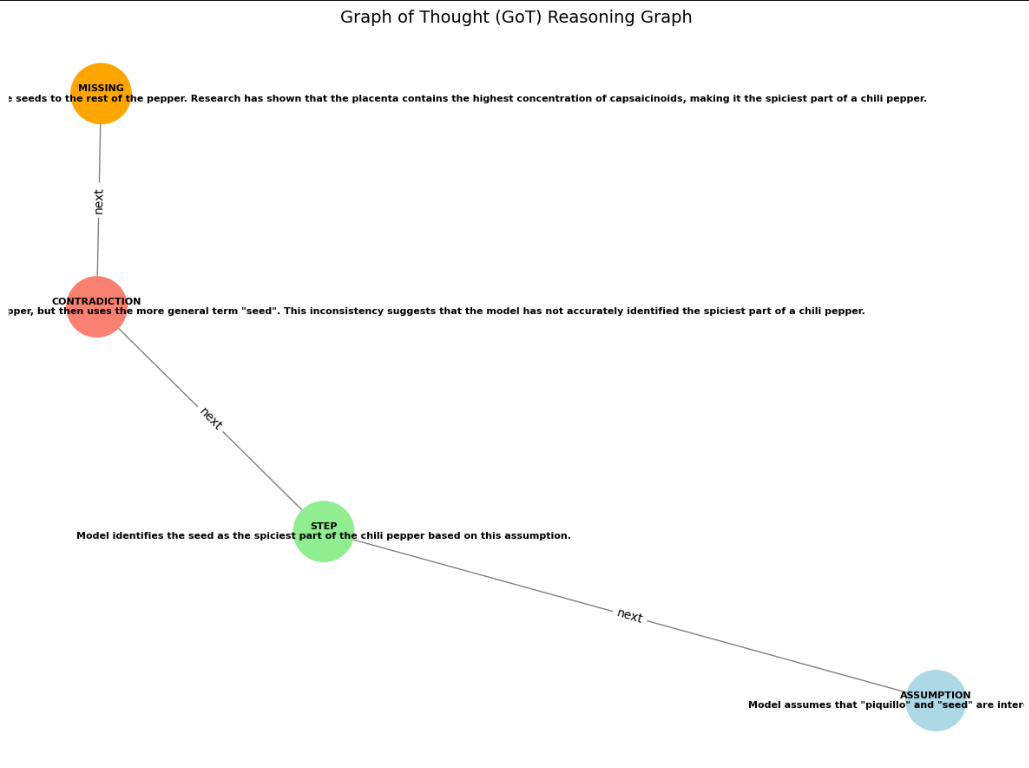 Graph of Thought (GoT) Reasoning Graph
MISSING
e seeds to the rest of the pepper. Research has shown that the placenta contains the highest concentration of capsaicinoids, making it the spiciest part of a chili pepper.
next
CONTRADICTION
pper, but then uses the more general term "seed". This inconsistency suggests that the model has not accurately identified the spiciest part of a chili pepper.
next
STEP
Model identifies the seed as the spiciest part of the chili pepper based on this assumption.
next
ASSUMPTION
Model assumes that "piquillo" and "seed" are inter